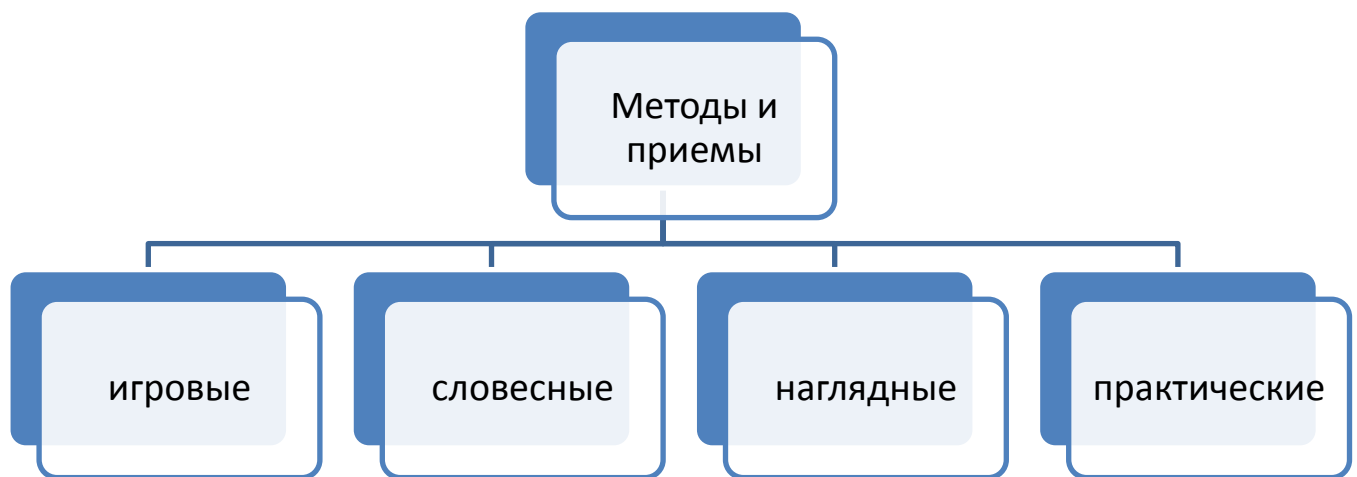 Методы и
приемы
игровые
словесные
наглядные
практические